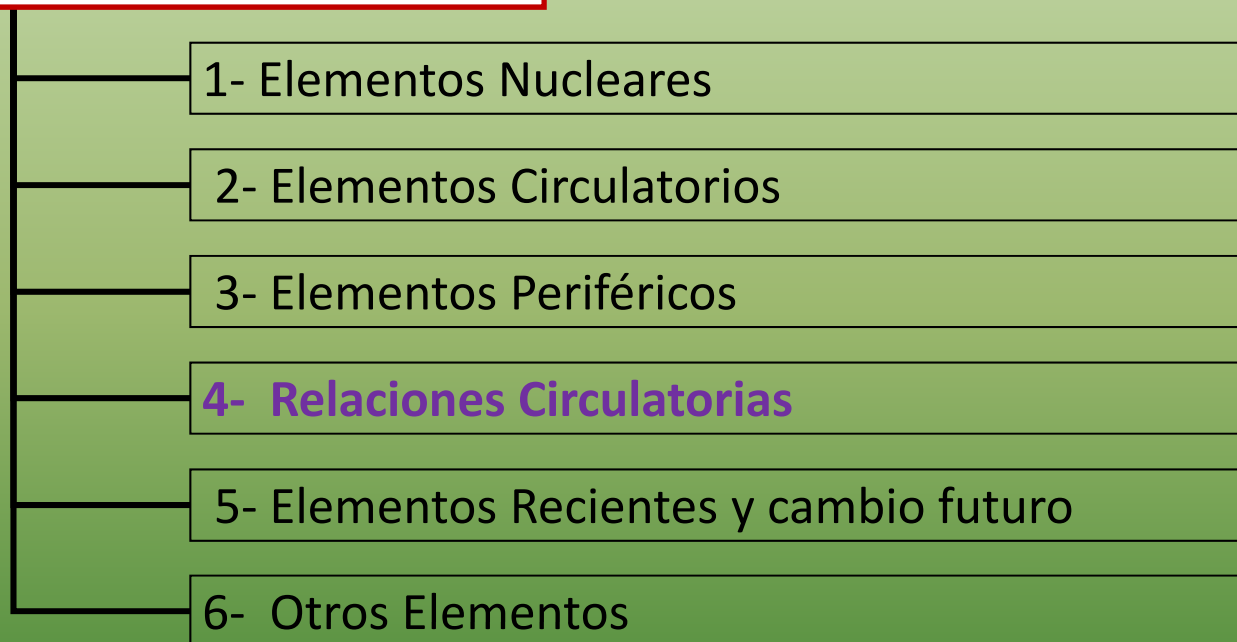 1- Elementos Nucleares
2- Elementos Circulatorios
3- Elementos Periféricos
4- Relaciones Circulatorias
5- Elementos Recientes y cambio futuro
6- Otros Elementos